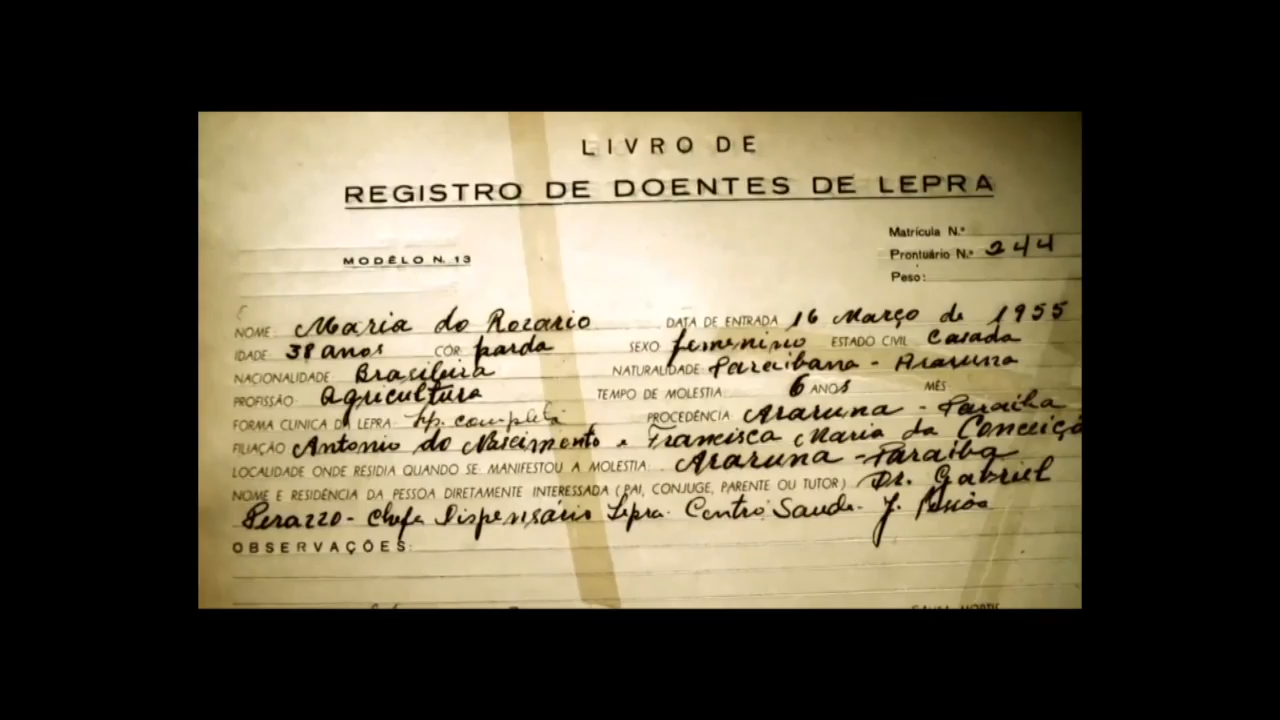 LIVRO DE
REGISTRO DE DOENTES DE LEPRA
Matrícula N.º
MODÊLO N. 13
Prontuário N.º 244
Peso:
NOME: Maria do Rozario DATA DE ENTRADA 16 Março de 1955
IDADE: 38 anos CÔR parda SEXO femenino ESTADO CIVIL Casada
NACIONALIDADE: Brasileira NATURALIDADE: Paraibana - Araruna
PROFISSÃO: Agricultura TEMPO DE MOLESTIA: 6 ANOS MÊS
FORMA CLINICA DA LEPRA: completa PROCEDÊNCIA: Araruna - Paraiba
FILIAÇÃO Antonio do Nascimento e Francisca Maria da Conceiçã
LOCALIDADE ONDE RESIDIA QUANDO SE MANIFESTOU A MOLESTIA: Araruna - Paraiba
NOME E RESIDÊNCIA DA PESSOA DIRETAMENTE INTERESSADA (PAI, CONJUGE, PARENTE OU TUTOR) Dr. Gabriel
Perazzo - Chefe Dispensário Lepra. Centro Saude. J. Pessôa
OBSERVAÇÕES: